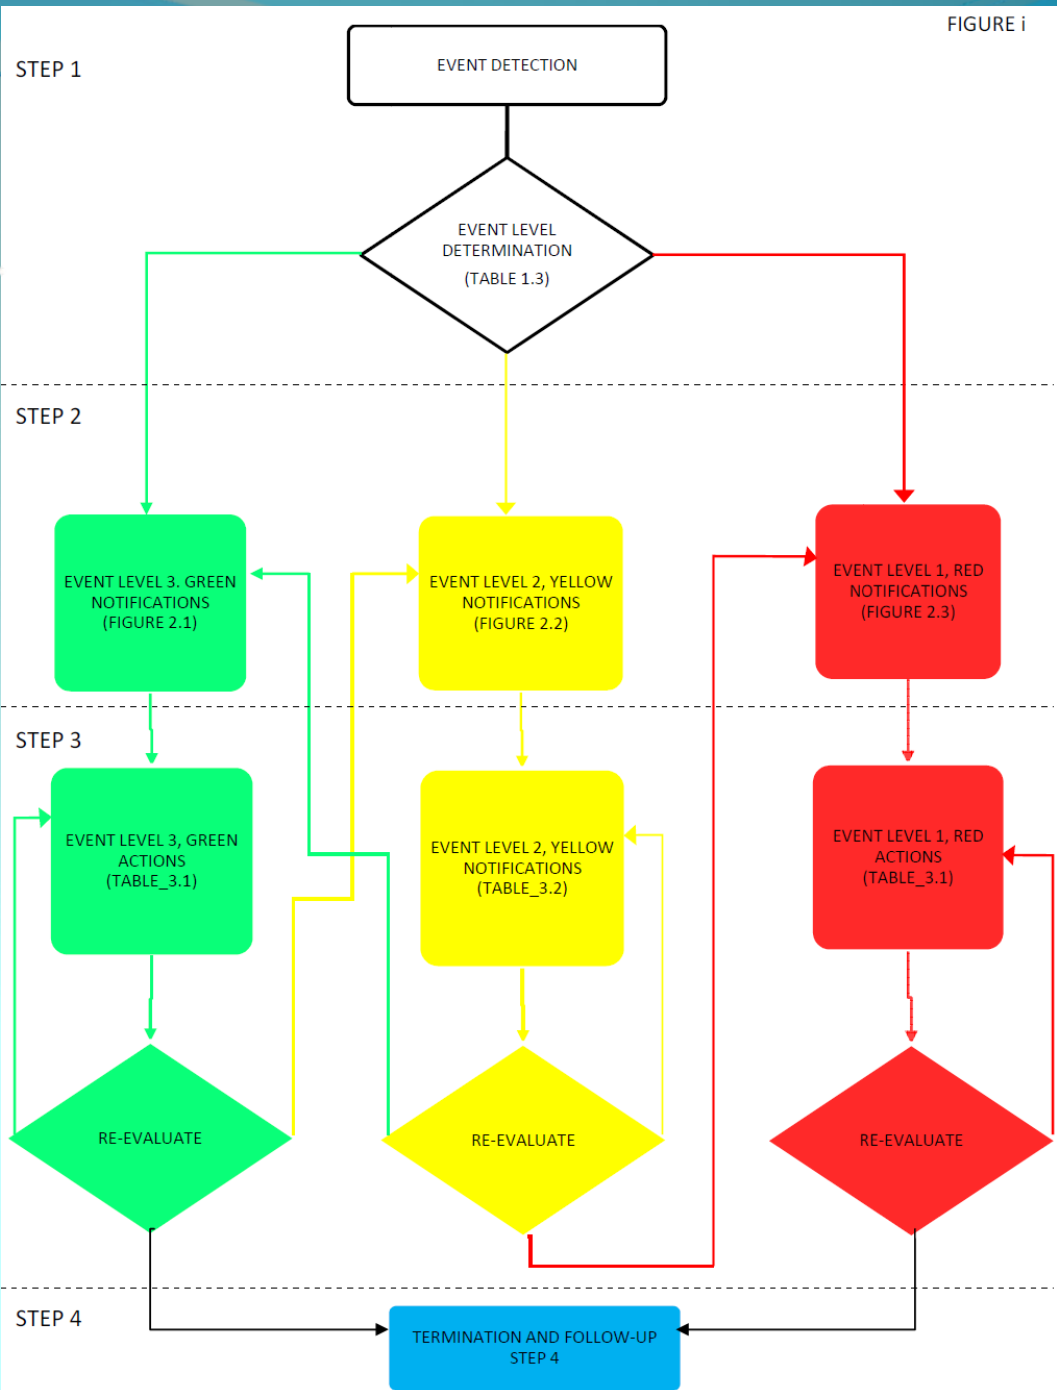 FIGURE i
STEP 1
EVENT DETECTION
EVENT LEVEL
DETERMINATION
(TABLE 1.3)
STEP 2
EVENT LEVEL 3. GREEN
NOTIFICATIONS
(FIGURE 2.1)
EVENT LEVEL 2, YELLOW
NOTIFICATIONS
(FIGURE 2.2)
EVENT LEVEL 1, RED
NOTIFICATIONS
(FIGURE 2.3)
STEP 3
EVENT LEVEL 3, GREEN
ACTIONS
(TABLE_3.1)
EVENT LEVEL 2, YELLOW
NOTIFICATIONS
(TABLE_3.2)
EVENT LEVEL 1, RED
ACTIONS
(TABLE_3.1)
RE-EVALUATE
RE-EVALUATE
RE-EVALUATE
STEP 4
TERMINATION AND FOLLOW-UP
STEP 4